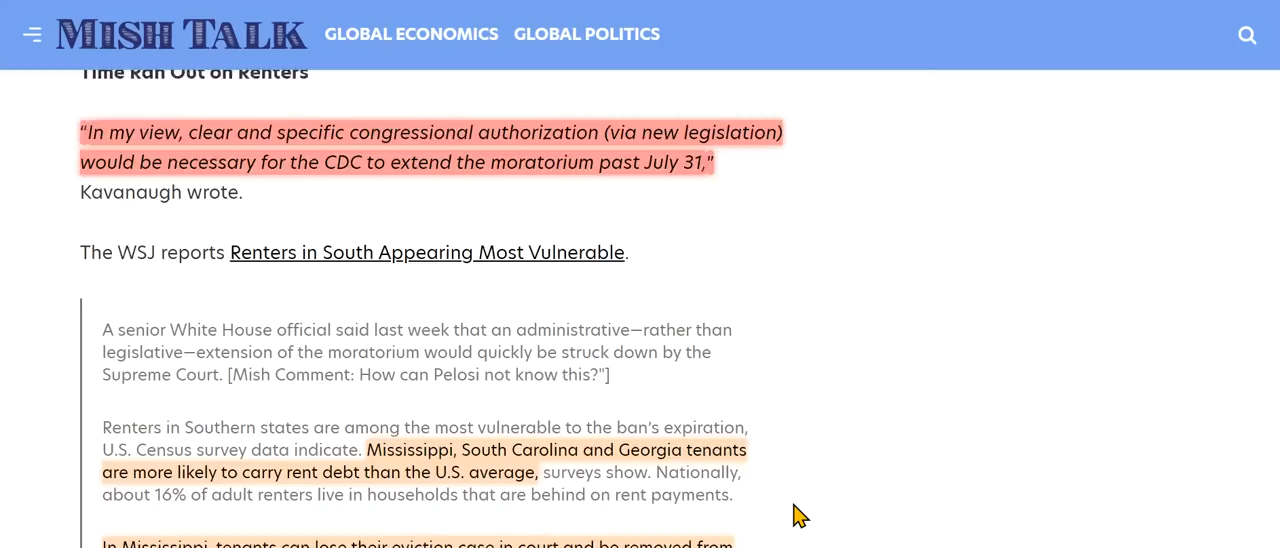 MISH TALK GLOBAL ECONOMICS GLOBAL POLITICS
Time Ran Out on Renters
“In my view, clear and specific congressional authorization (via new legislation)
would be necessary for the CDC to extend the moratorium past July 31,”
Kavanaugh wrote.
The WSJ reports Renters in South Appearing Most Vulnerable.
A senior White House official said last week that an administrative—rather than
legislative—extension of the moratorium would quickly be struck down by the
Supreme Court. [Mish Comment: How can Pelosi not know this?"]
Renters in Southern states are among the most vulnerable to the ban’s expiration,
U.S. Census survey data indicate. Mississippi, South Carolina and Georgia tenants
are more likely to carry rent debt than the U.S. average, surveys show. Nationally,
about 16% of adult renters live in households that are behind on rent payments.
In Mississippi, tenants can lose their eviction case in court and be removed from